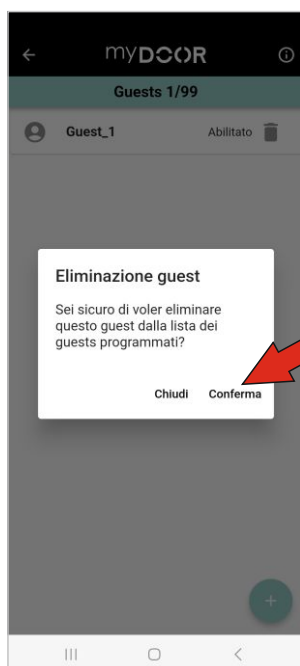 myDOOR
Guests 1/99
Guest_1 Abilitato
Eliminazione guest
Sei sicuro di voler eliminare
questo guest dalla lista dei
guests programmati?
Chiudi Conferma